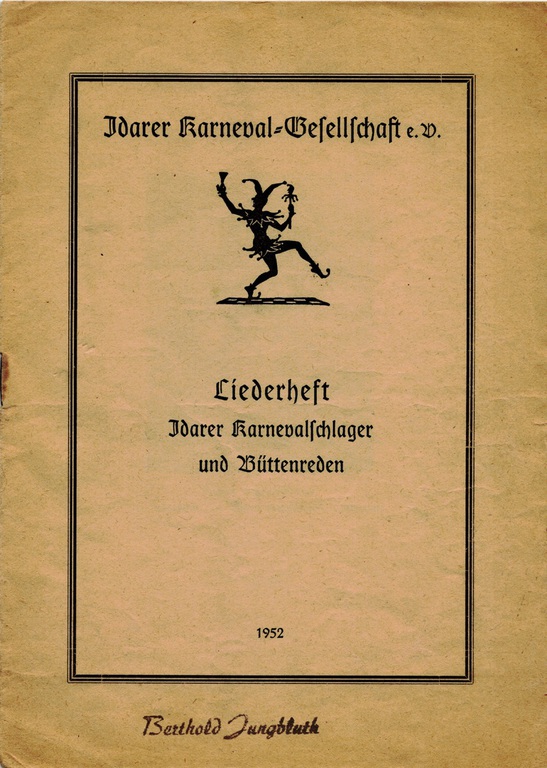 Idarer Karneval-Gesellschaft e. V.
Liederheft
Idarer Karnevalschlager
und Büttenreden
1952
Berthold Jungbluth